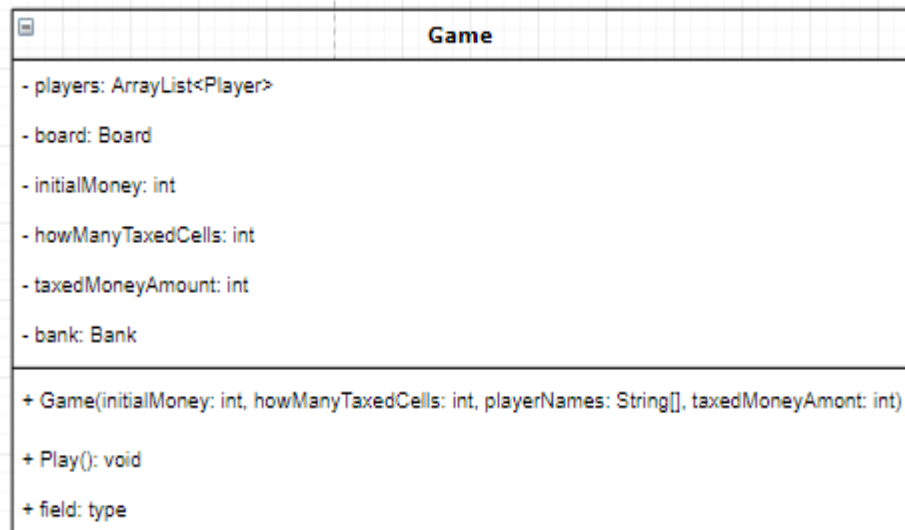 Game
- players: ArrayList<Player>
- board: Board
- initialMoney: int
- howManyTaxedCells: int
- taxedMoneyAmount: int
- bank: Bank
+ Game(initialMoney: int, howManyTaxedCells: int, playerNames: String[], taxedMoneyAmont: int)
+ Play(): void
+ field: type